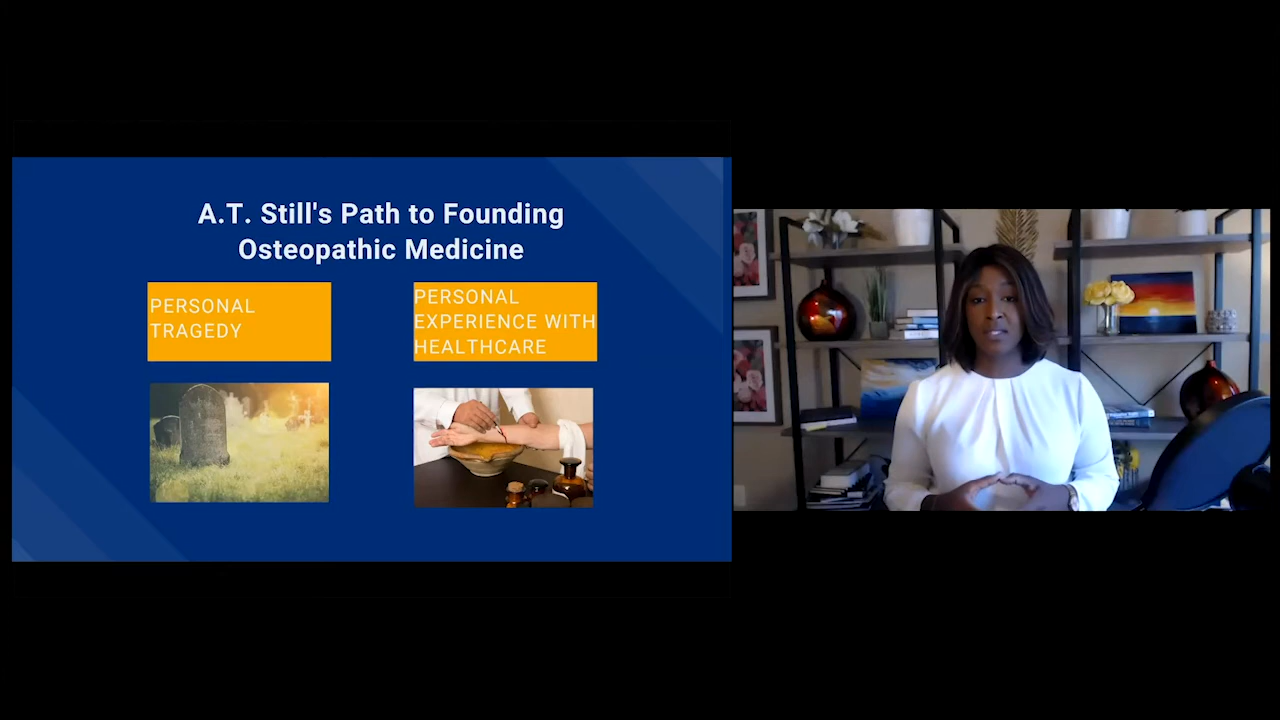 A.T. Still's Path to Founding
Osteopathic Medicine
PERSONAL
TRAGEDY
PERSONAL
EXPERIENCE WITH
HEALTHCARE